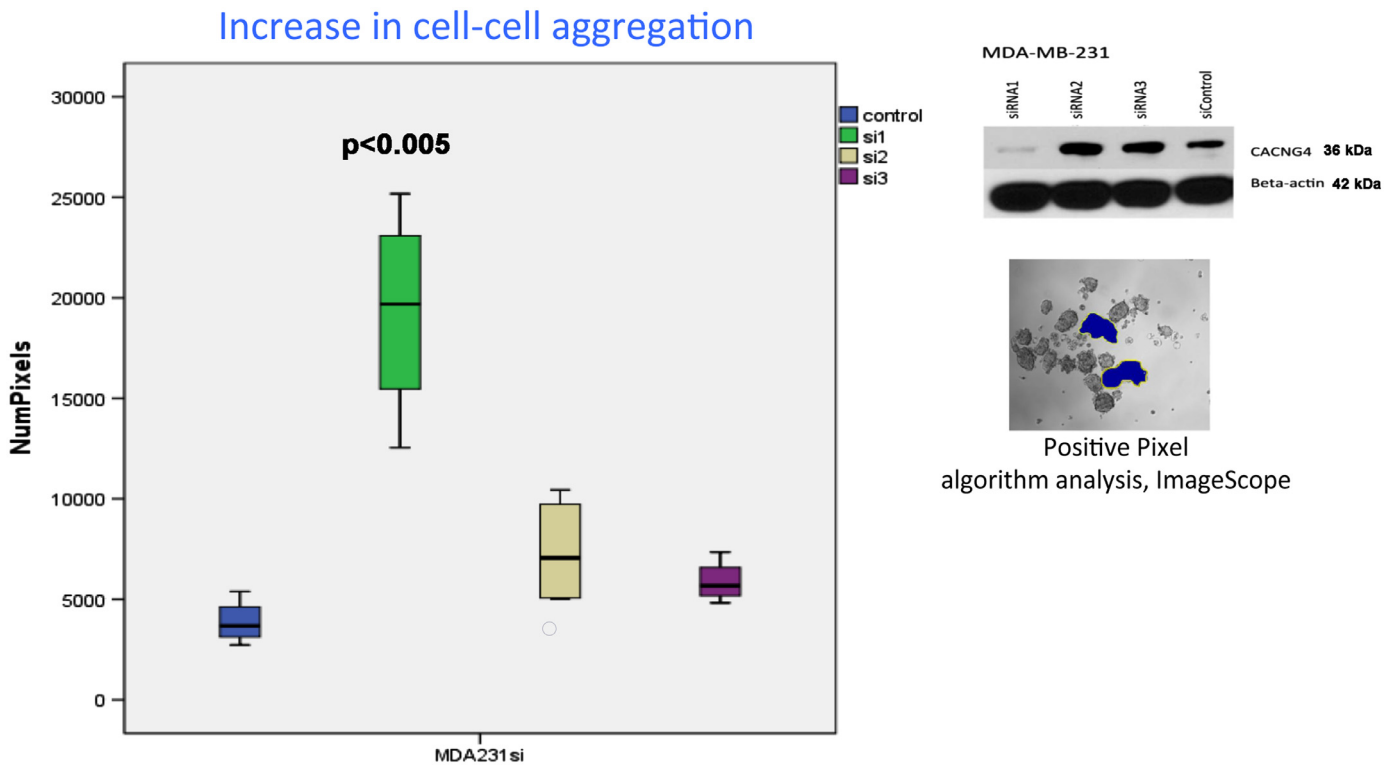 Increase in cell-cell aggregation
NumPixels
30000
25000
20000
15000
10000
5000
0
p<0.005
MDA231si
control
si1
si2
si3
MDA-MB-231
siRNA1
siRNA2
siRNA3
siControl
CACNG4 36 kDa
Beta-actin 42 kDa
Positive Pixel
algorithm analysis, ImageScope